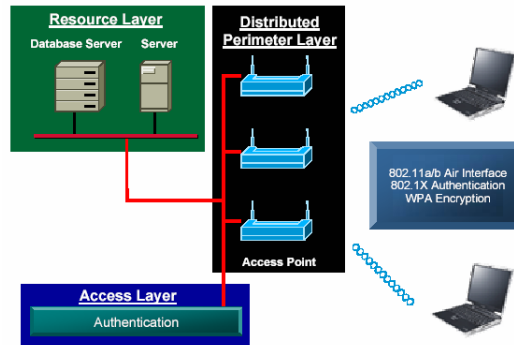 Resource Layer
Database Server
Server
Distributed
Perimeter Layer
Access Point
802.11a/b Air Interface
802.1X Authentication
WPA Encryption
Access Layer
Authentication